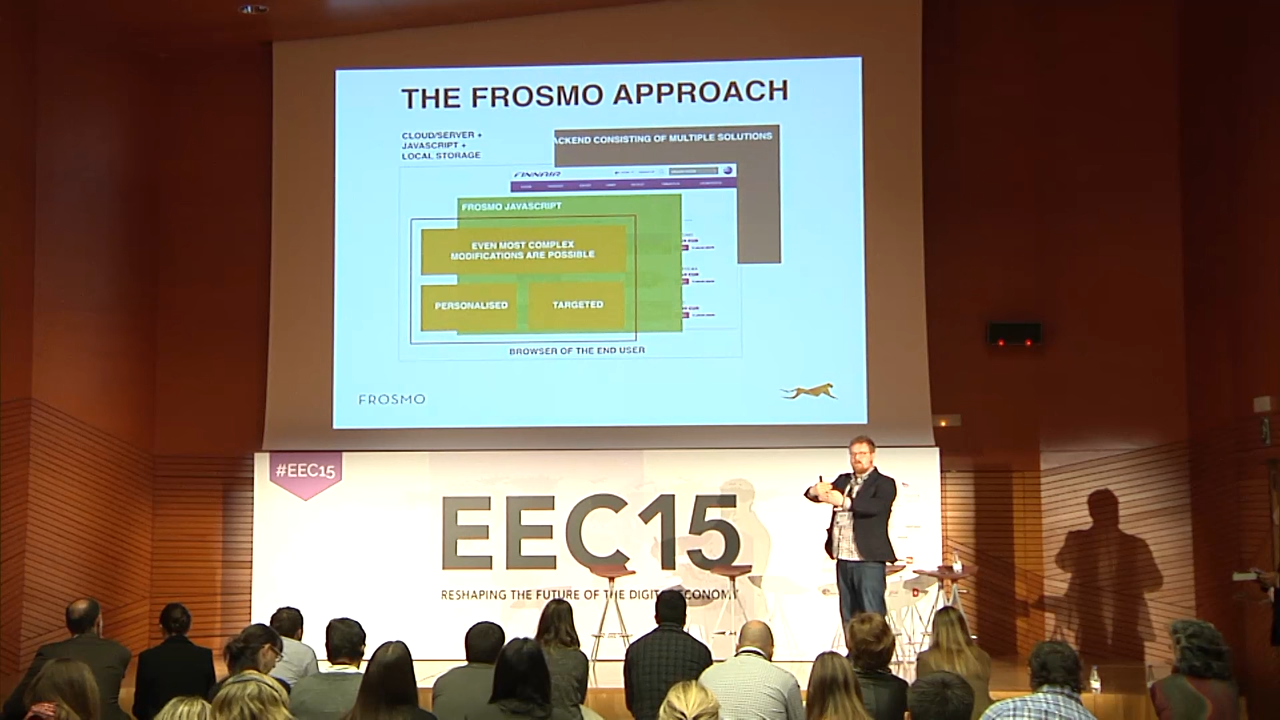 THE FROSMO APPROACH
CLOUD/SERVER +
JAVASCRIPT +
LOCAL STORAGE
ACKEND CONSISTING OF MULTIPLE SOLUTIONS
FINNAIR
FROSMO JAVASCRIPT
EVEN MOST COMPLEX
MODIFICATIONS ARE POSSIBLE
PERSONALISED
TARGETED
BROWSER OF THE END USER
FROSMO
#EEC15
EEC15
RESHAPING THE FUTURE OF THE DIGITAL ECONOMY